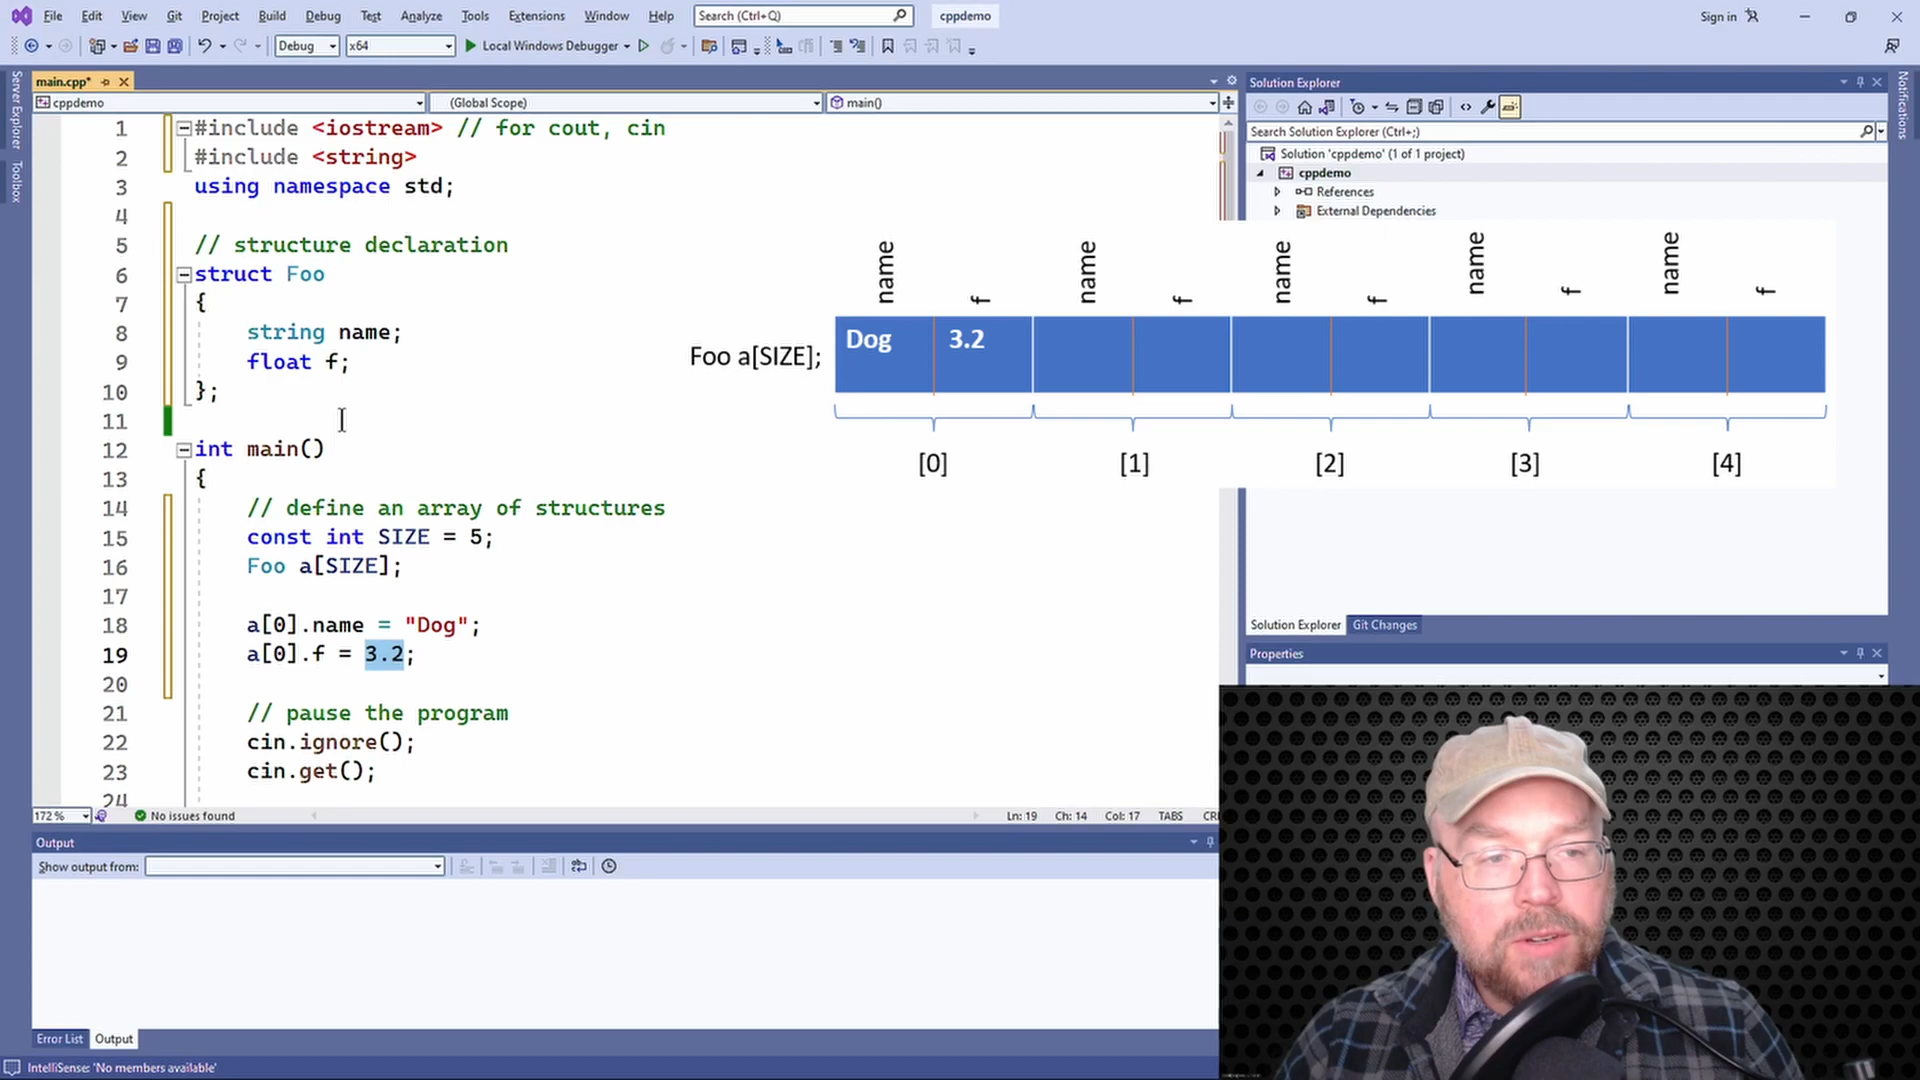 File Edit View Git Project Build Debug Test Analyze Tools Extensions Window Help Search (Ctrl+Q) cppdemo Sign in
Debug x64 Local Windows Debugger
Server Explorer
Toolbox
Notifications
main.cpp*
cppdemo (Global Scope) main()
1 #include <iostream> // for cout, cin
2 #include <string>
3 using namespace std;
4
5 // structure declaration
6 struct Foo
7 {
8 string name;
9 float f;
10 };
11
12 int main()
13 {
14 // define an array of structures
15 const int SIZE = 5;
16 Foo a[SIZE];
17
18 a[0].name = "Dog";
19 a[0].f = 3.2;
20
21 // pause the program
22 cin.ignore();
23 cin.get();
24
172 % No issues found Ln: 19 Ch: 14 Col: 17 TABS
Output
Show output from:
Error List Output
IntelliSense: 'No members available'
Solution Explorer
Search Solution Explorer (Ctrl+;)
Solution 'cppdemo' (1 of 1 project)
cppdemo
References
External Dependencies
name f name f name f name f name f
Foo a[SIZE]; Dog 3.2
[0] [1] [2] [3] [4]
Solution Explorer Git Changes
Properties